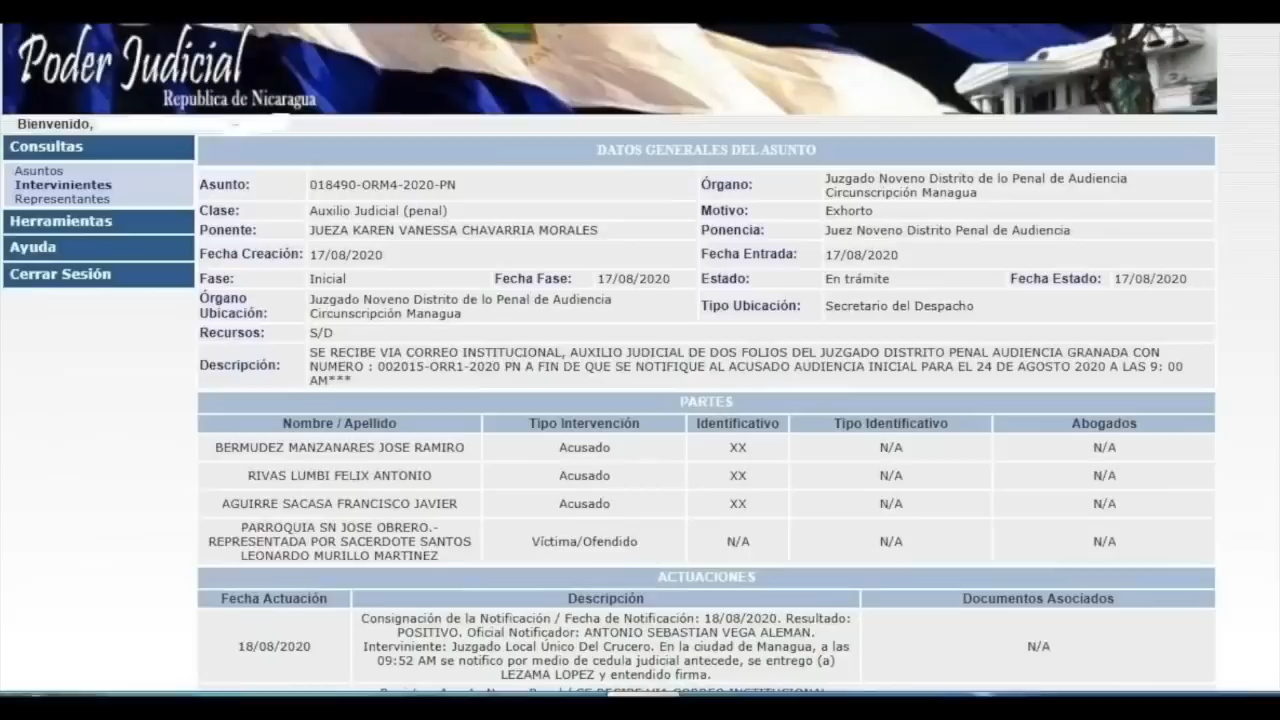 Poder Judicial
Republica de Nicaragua
Bienvenido,
Consultas
Asuntos
Intervinientes
Representantes
Herramientas
Ayuda
Cerrar Sesión
DATOS GENERALES DEL ASUNTO
Asunto: 018490-ORM4-2020-PN Órgano: Juzgado Noveno Distrito de lo Penal de Audiencia
Circunscripción Managua
Clase: Auxilio Judicial (penal) Motivo: Exhorto
Ponente: JUEZA KAREN VANESSA CHAVARRIA MORALES Ponencia: Juez Noveno Distrito Penal de Audiencia
Fecha Creación: 17/08/2020 Fecha Entrada: 17/08/2020
Fase: Inicial Fecha Fase: 17/08/2020 Estado: En trámite Fecha Estado: 17/08/2020
Órgano Ubicación: Juzgado Noveno Distrito de lo Penal de Audiencia
Circunscripción Managua Tipo Ubicación: Secretario del Despacho
Recursos: S/D
Descripción: SE RECIBE VIA CORREO INSTITUCIONAL, AUXILIO JUDICIAL DE DOS FOLIOS DEL JUZGADO DISTRITO PENAL AUDIENCIA GRANADA CON
NUMERO : 002015-ORR1-2020 PN A FIN DE QUE SE NOTIFIQUE AL ACUSADO AUDIENCIA INICIAL PARA EL 24 DE AGOSTO 2020 A LAS 9: 00
AM***
PARTES
Nombre / Apellido Tipo Intervención Identificativo Tipo Identificativo Abogados
BERMUDEZ MANZANARES JOSE RAMIRO Acusado XX N/A N/A
RIVAS LUMBI FELIX ANTONIO Acusado XX N/A N/A
AGUIRRE SACASA FRANCISCO JAVIER Acusado XX N/A N/A
PARROQUIA SN JOSE OBRERO.-
REPRESENTADA POR SACERDOTE SANTOS
LEONARDO MURILLO MARTINEZ Víctima/Ofendido N/A N/A N/A
ACTUACIONES
Fecha Actuación Descripción Documentos Asociados
18/08/2020 Consignación de la Notificación / Fecha de Notificación: 18/08/2020. Resultado:
POSITIVO. Oficial Notificador: ANTONIO SEBASTIAN VEGA ALEMAN.
Interviniente: Juzgado Local Único Del Crucero. En la ciudad de Managua, a las
09:52 AM se notifico por medio de cedula judicial antecede, se entrego (a)
LEZAMA LOPEZ y entendido firma. N/A